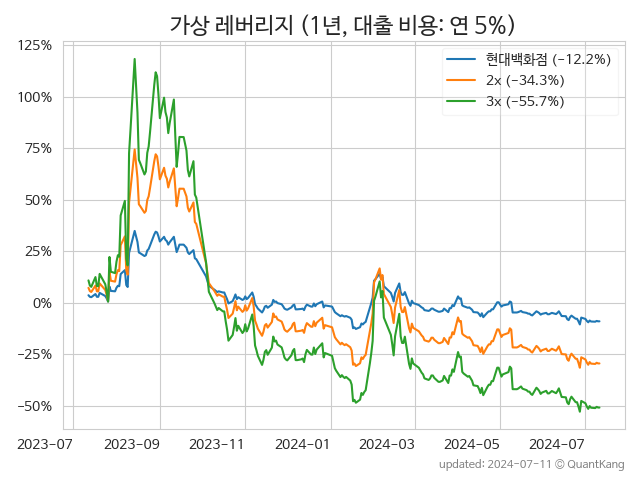 가상 레버리지 (1년, 대출 비용: 연 5%)
현대백화점 (−12.2%)
2x (−34.3%)
3x (−55.7%)
125%
100%
75%
50%
25%
0%
−25%
−50%
2023-07 2023-09 2023-11 2024-01 2024-03 2024-05 2024-07
updated: 2024-07-11 © QuantKang